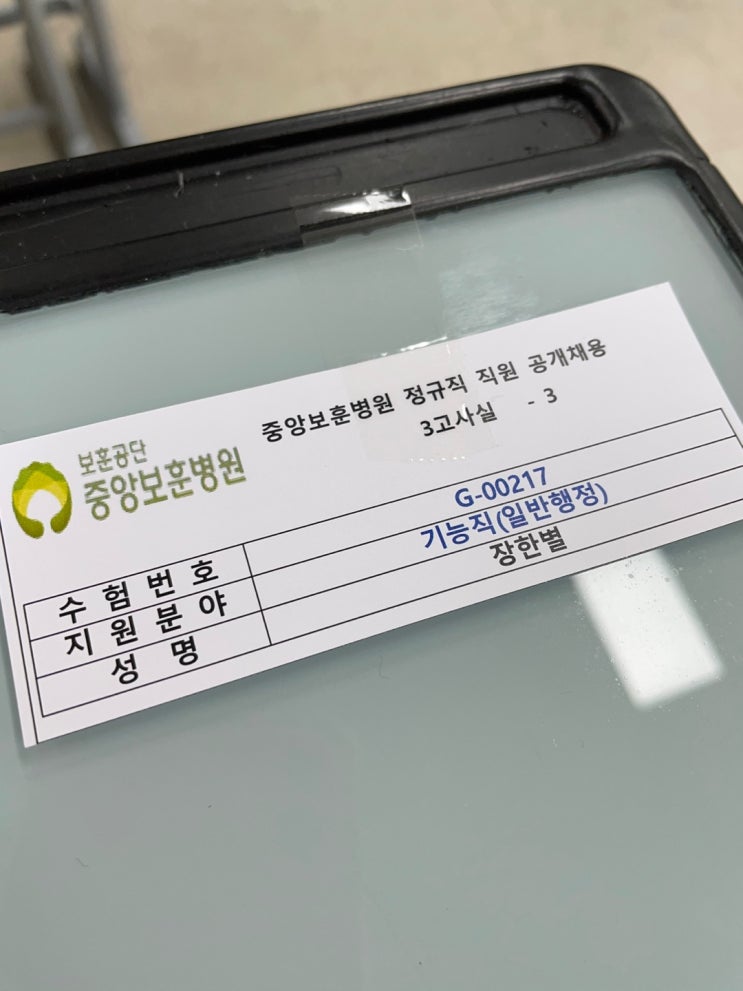 중앙보훈병원 정규직 직원 공개채용
3고사실 - 3
보훈공단
중앙보훈병원
수 험 번 호 G-00217
지 원 분 야 기능직(일반행정)
성 명 장한별